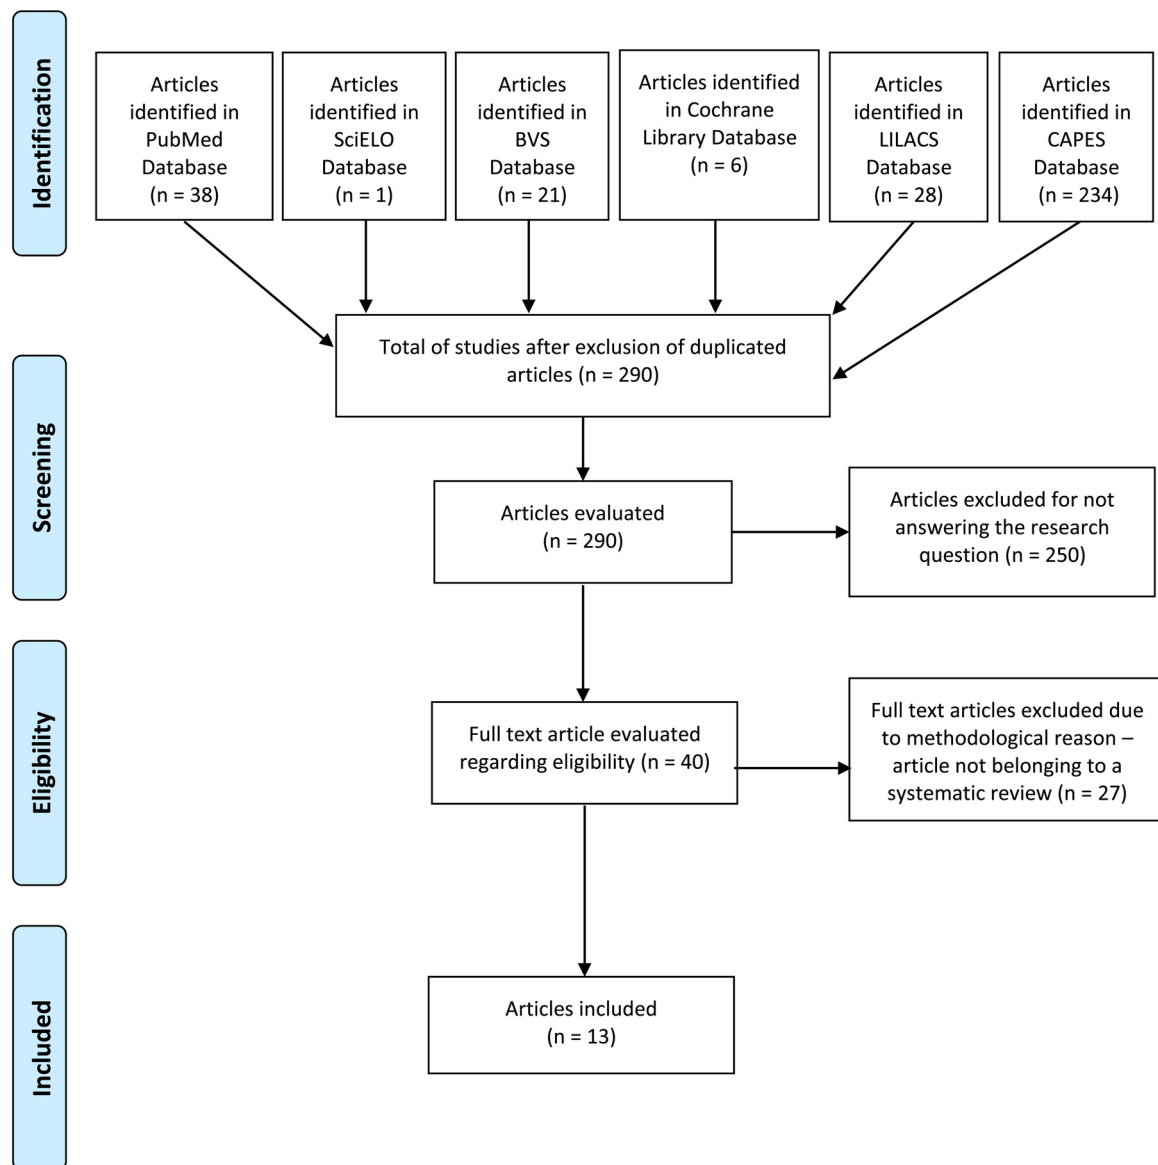 Identification
Articles
identified in
PubMed
Database
(n = 38)
Articles
identified in
SciELO
Database
(n = 1)
Articles
identified in
BVS
Database
(n = 21)
Articles identified
in Cochrane
Library Database
(n = 6)
Articles
identified in
LILACS
Database
(n = 28)
Articles
identified in
CAPES
Database
(n = 234)
Total of studies after exclusion of duplicated
articles (n = 290)
Screening
Articles evaluated
(n = 290)
Articles excluded for not
answering the research
question (n = 250)
Eligibility
Full text article evaluated
regarding eligibility (n = 40)
Full text articles excluded due
to methodological reason –
article not belonging to a
systematic review (n = 27)
Included
Articles included
(n = 13)